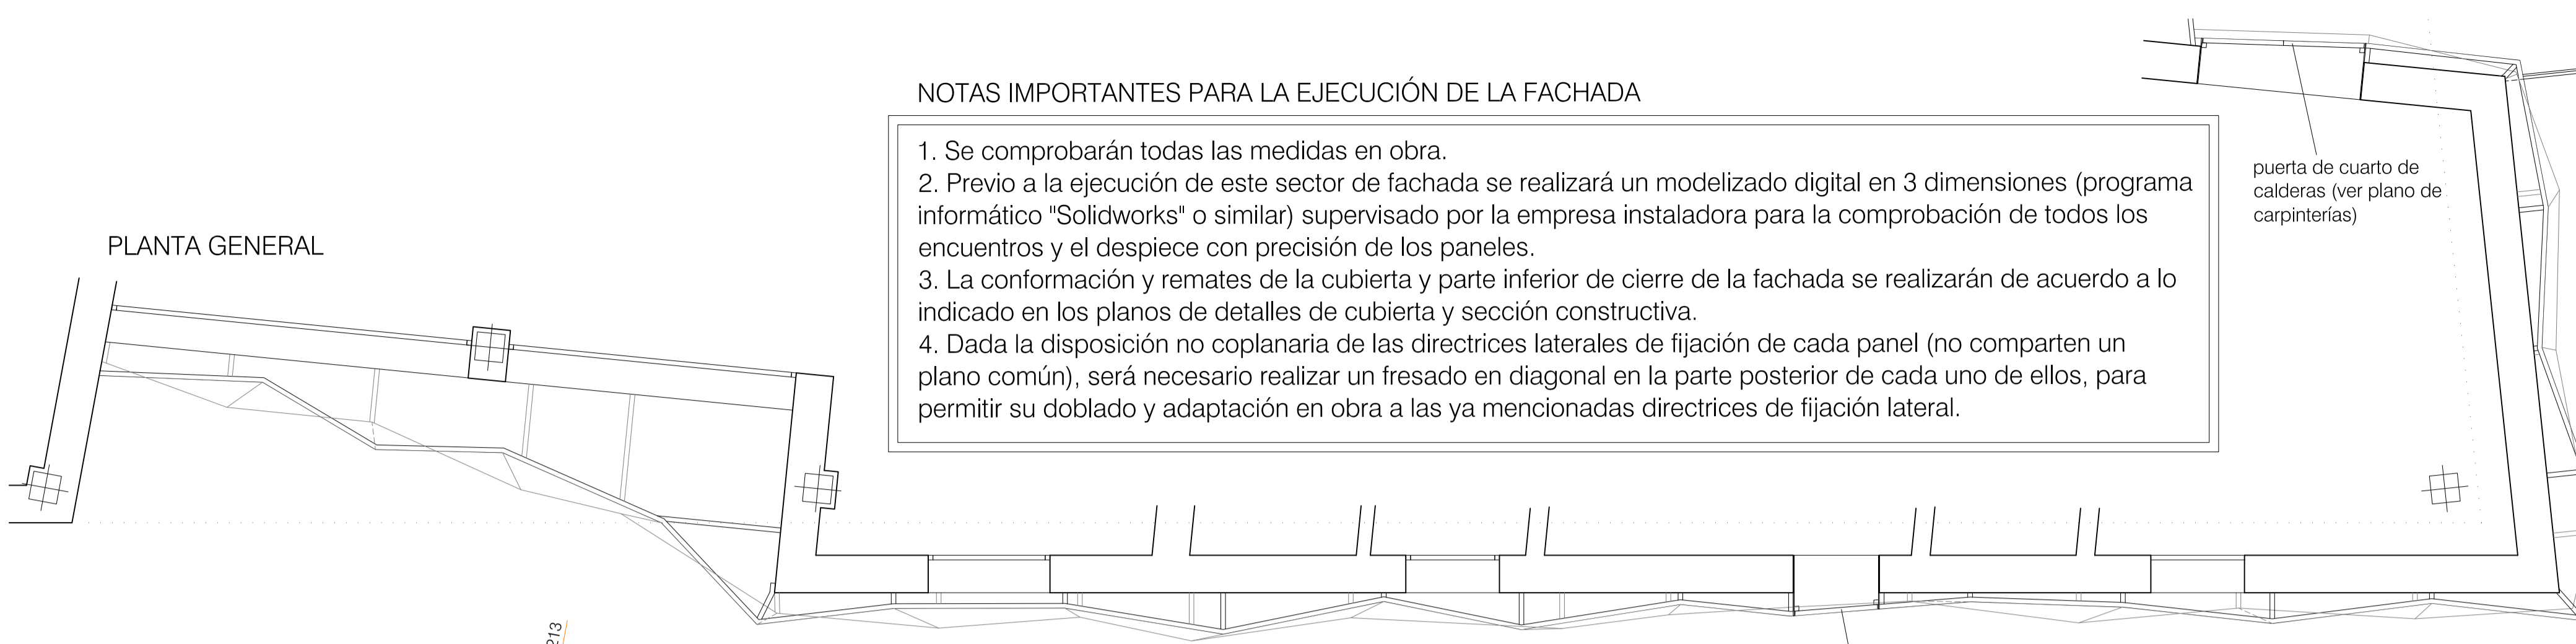 NOTAS IMPORTANTES PARA LA EJECUCIÓN DE LA FACHADA
1. Se comprobarán todas las medidas en obra.
2. Previo a la ejecución de este sector de fachada se realizará un modelizado digital en 3 dimensiones (programa
informático "Solidworks" o similar) supervisado por la empresa instaladora para la comprobación de todos los
encuentros y el despiece con precisión de los paneles.
3. La conformación y remates de la cubierta y parte inferior de cierre de la fachada se realizarán de acuerdo a lo
indicado en los planos de detalles de cubierta y sección constructiva.
4. Dada la disposición no coplanaria de las directrices laterales de fijación de cada panel (no comparten un
plano común), será necesario realizar un fresado en diagonal en la parte posterior de cada uno de ellos, para
permitir su doblado y adaptación en obra a las ya mencionadas directrices de fijación lateral.
puerta de cuarto de
calderas (ver plano de
carpinterías)
PLANTA GENERAL
213